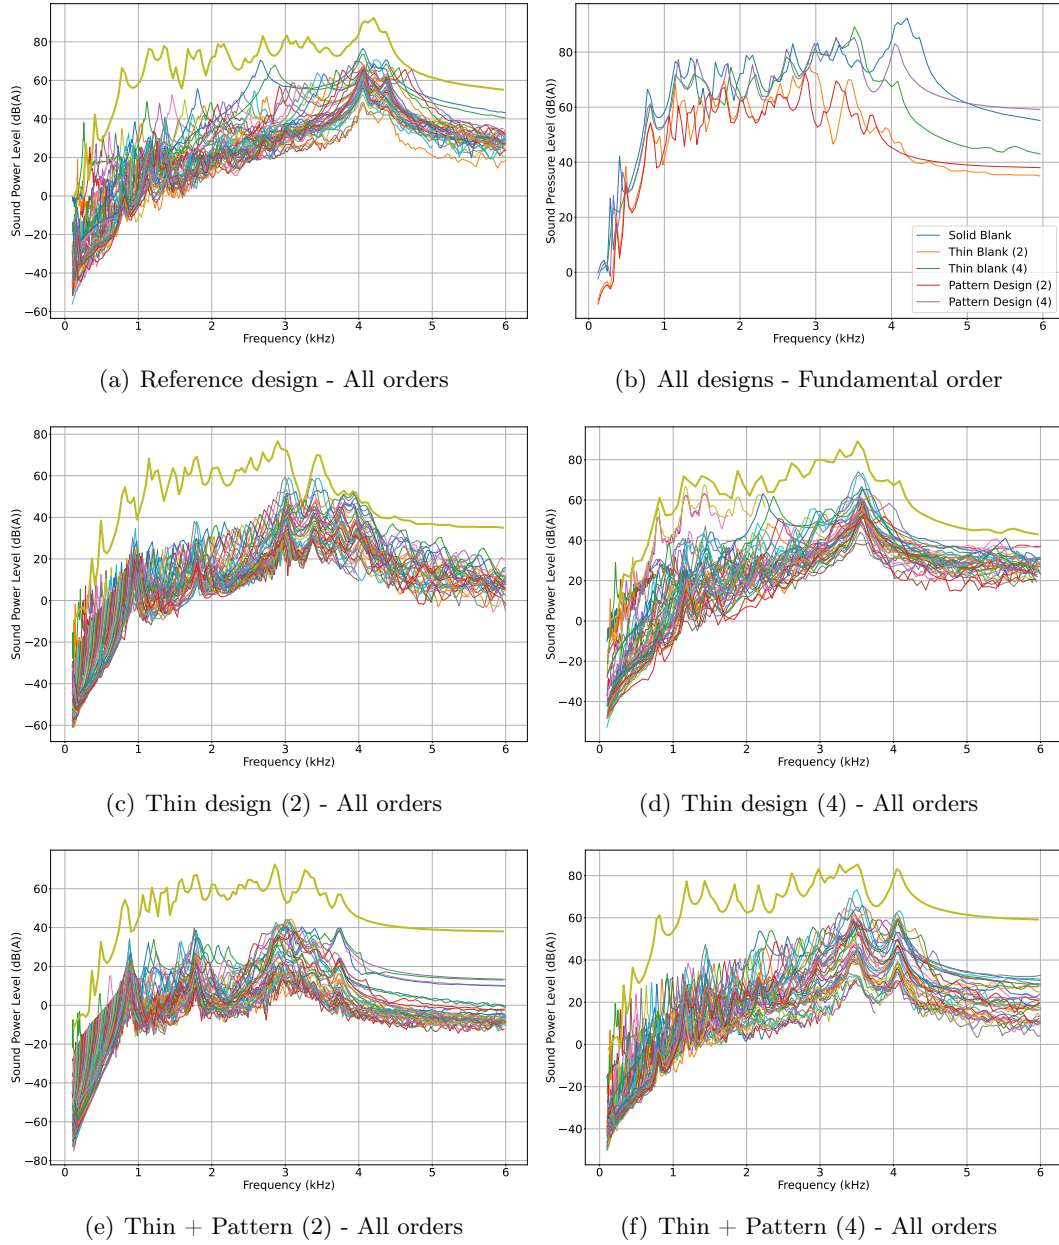 80
60
40
20
0
−20
−40
−60
Sound Power Level (dB(A))
0 1 2 3 4 5 6
Frequency (kHz)
(a) Reference design - All orders
80
60
40
20
0
Sound Pressure Level (dB(A))
Solid Blank
Thin Blank (2)
Thin blank (4)
Pattern Design (2)
Pattern Design (4)
0 1 2 3 4 5 6
Frequency (kHz)
(b) All designs - Fundamental order
80
60
40
20
0
−20
−40
−60
Sound Power Level (dB(A))
0 1 2 3 4 5 6
Frequency (kHz)
(c) Thin design (2) - All orders
80
60
40
20
0
−20
−40
Sound Power Level (dB(A))
0 1 2 3 4 5 6
Frequency (kHz)
(d) Thin design (4) - All orders
60
40
20
0
−20
−40
−60
−80
Sound Power Level (dB(A))
0 1 2 3 4 5 6
Frequency (kHz)
(e) Thin + Pattern (2) - All orders
80
60
40
20
0
−20
−40
Sound Power Level (dB(A))
0 1 2 3 4 5 6
Frequency (kHz)
(f) Thin + Pattern (4) - All orders